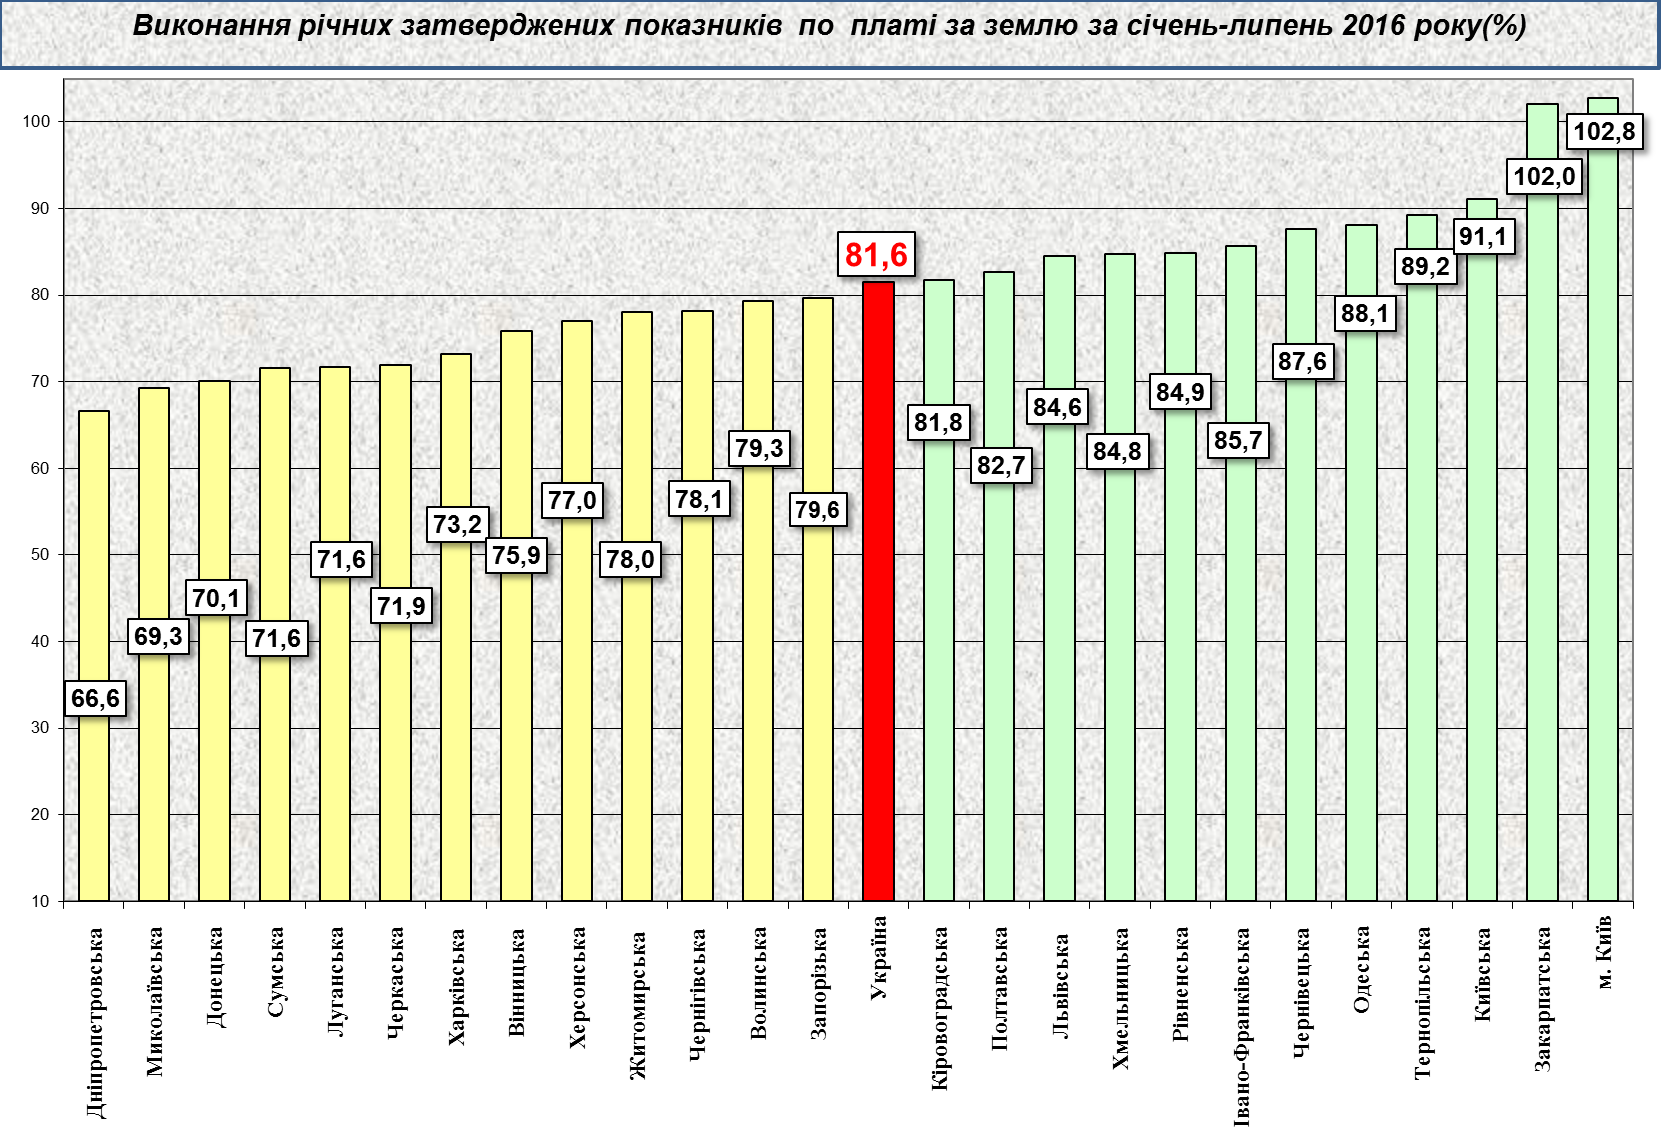 Виконання річних затверджених показників по платі за землю за січень-липень 2016 року(%)
100
90
80
70
60
50
40
30
20
10
66,6
69,3
70,1
71,6
71,6
71,9
73,2
75,9
77,0
78,0
78,1
79,3
79,6
81,6
81,8
82,7
84,6
84,8
84,9
85,7
87,6
88,1
89,2
91,1
102,0
102,8
Дніпропетровська
Миколаївська
Донецька
Сумська
Луганська
Черкаська
Харківська
Вінницька
Херсонська
Житомирська
Чернігівська
Волинська
Запорізька
Україна
Кіровоградська
Полтавська
Львівська
Хмельницька
Рівненська
Івано-Франківська
Чернівецька
Одеська
Тернопільська
Київська
Закарпатська
м. Київ